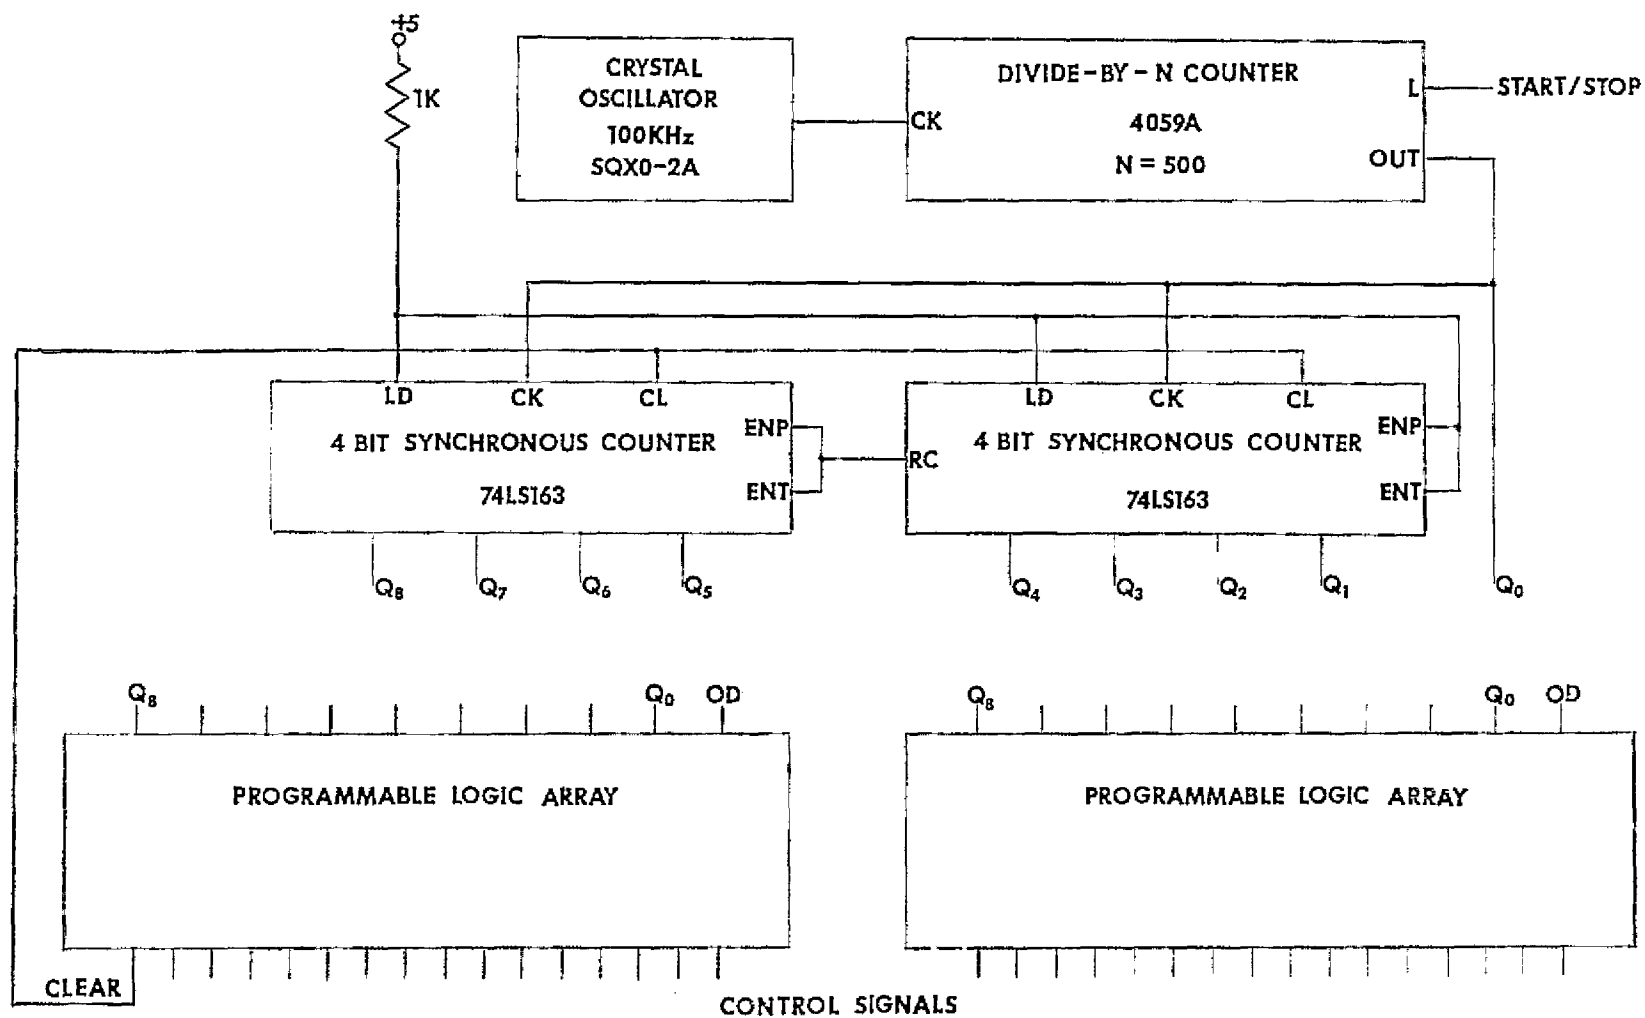 +5
1K
CRYSTAL
OSCILLATOR
100KHz
SQX0-2A
CK
DIVIDE-BY-N COUNTER
4059A
N = 500
L
START/STOP
OUT
LD CK CL
4 BIT SYNCHRONOUS COUNTER
74LS163
ENP
ENT
LD CK CL
RC
4 BIT SYNCHRONOUS COUNTER
74LS163
ENP
ENT
Q8 Q7 Q6 Q5
Q4 Q3 Q2 Q1 Q0
Q8 Q0 OD
PROGRAMMABLE LOGIC ARRAY
Q8 Q0 OD
PROGRAMMABLE LOGIC ARRAY
CLEAR
CONTROL SIGNALS